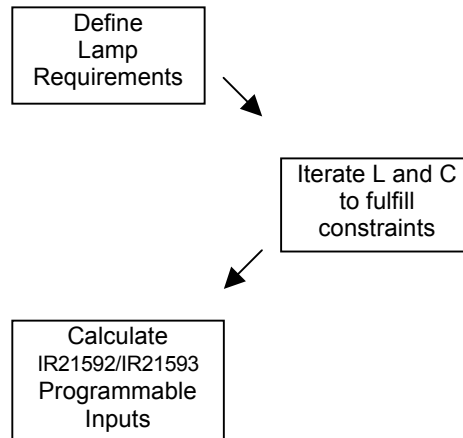 Define
Lamp
Requirements
Iterate L and C
to fulfill
constraints
Calculate
IR21592/IR21593
Programmable
Inputs